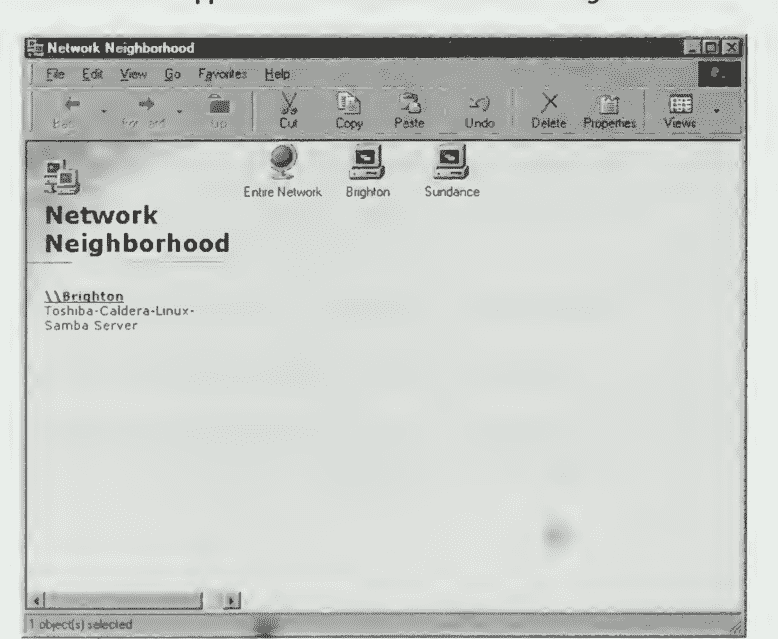 Network Neighborhood
File Edit View Go Favorites Help
Up Cut Copy Paste Undo Delete Properties Views
Entire Network Brighton Sundance
Network
Neighborhood
\\Brighton
Toshiba-Caldera-Linux-
Samba Server
1 object(s) selected